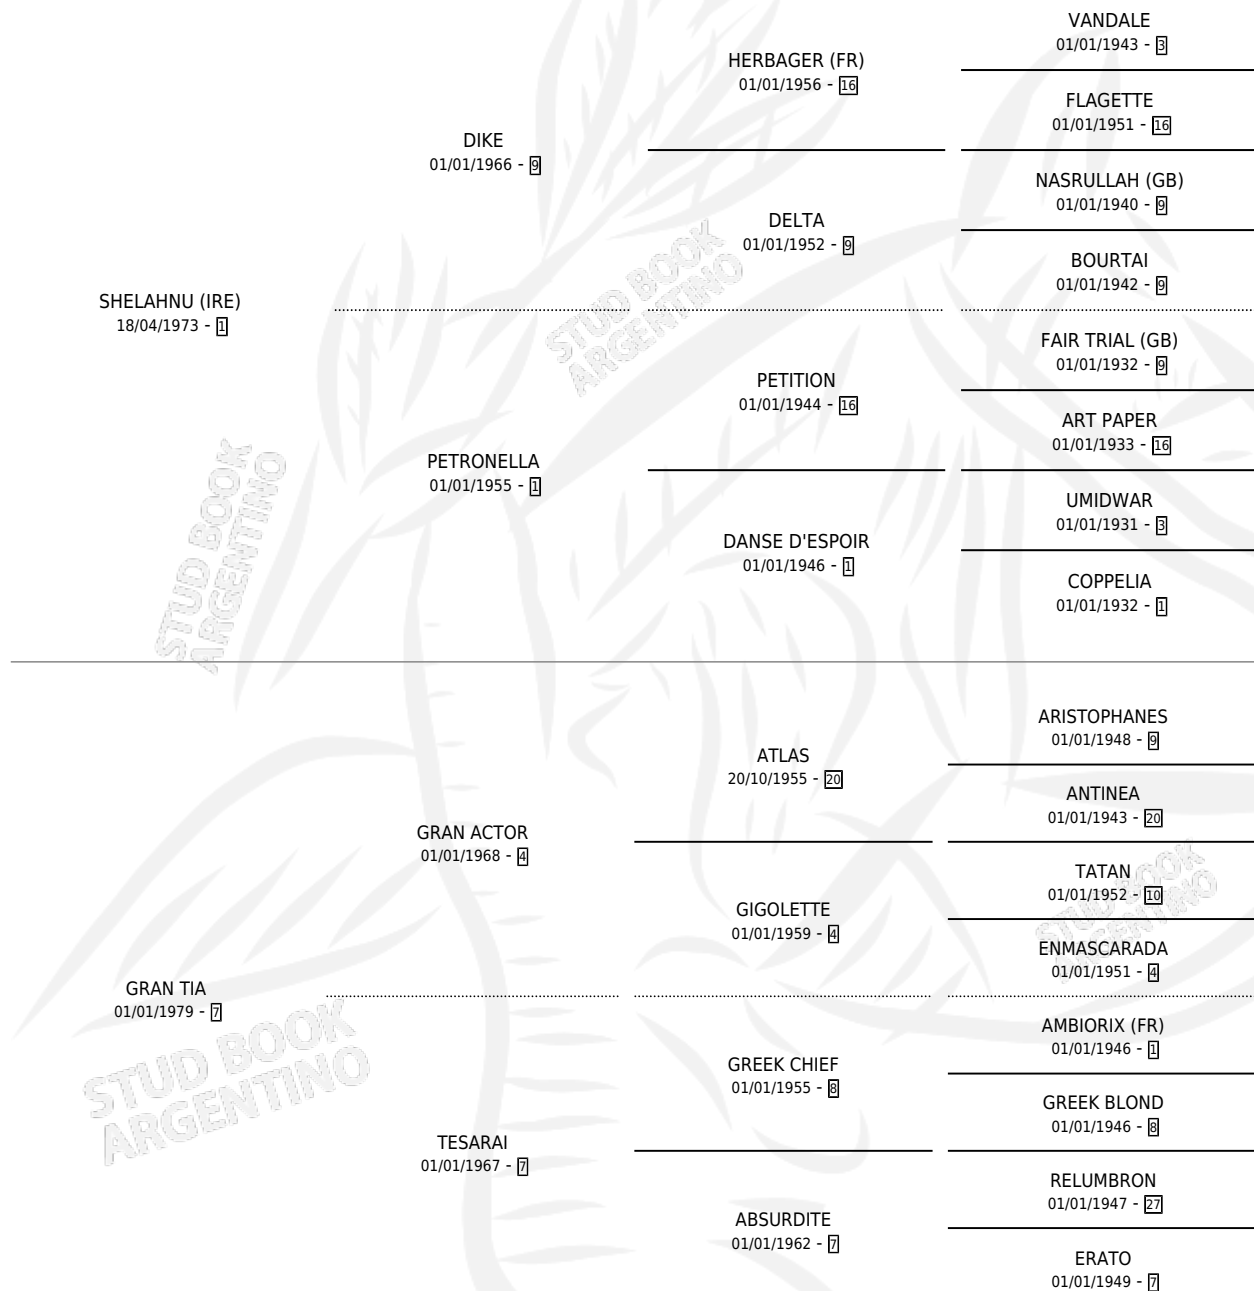 VANDALE
01/01/1943 - 3
HERBAGER (FR)
01/01/1956 - 16
FLAGETTE
01/01/1951 - 16
DIKE
01/01/1966 - 9
NASRULLAH (GB)
01/01/1940 - 9
DELTA
01/01/1952 - 9
BOURTAI
01/01/1942 - 9
SHELAHNU (IRE)
18/04/1973 - 1
FAIR TRIAL (GB)
01/01/1932 - 9
PETITION
01/01/1944 - 16
ART PAPER
01/01/1933 - 16
PETRONELLA
01/01/1955 - 1
UMIDWAR
01/01/1931 - 3
DANSE D'ESPOIR
01/01/1946 - 1
COPPELIA
01/01/1932 - 1
ARISTOPHANES
01/01/1948 - 9
ATLAS
20/10/1955 - 20
ANTINEA
01/01/1943 - 20
GRAN ACTOR
01/01/1968 - 4
TATAN
01/01/1952 - 10
GIGOLETTE
01/01/1959 - 4
ENMASCARADA
01/01/1951 - 4
GRAN TIA
01/01/1979 - 7
AMBIORIX (FR)
01/01/1946 - 1
GREEK CHIEF
01/01/1955 - 8
GREEK BLOND
01/01/1946 - 8
TESARAI
01/01/1967 - 7
RELUMBRON
01/01/1947 - 27
ABSURDITE
01/01/1962 - 7
ERATO
01/01/1949 - 7
STUD BOOK
ARGENTINO
STUD BOOK
ARGENTINO
STUD BOOK
ARGENTINO
STUD BOOK
ARGENTINO